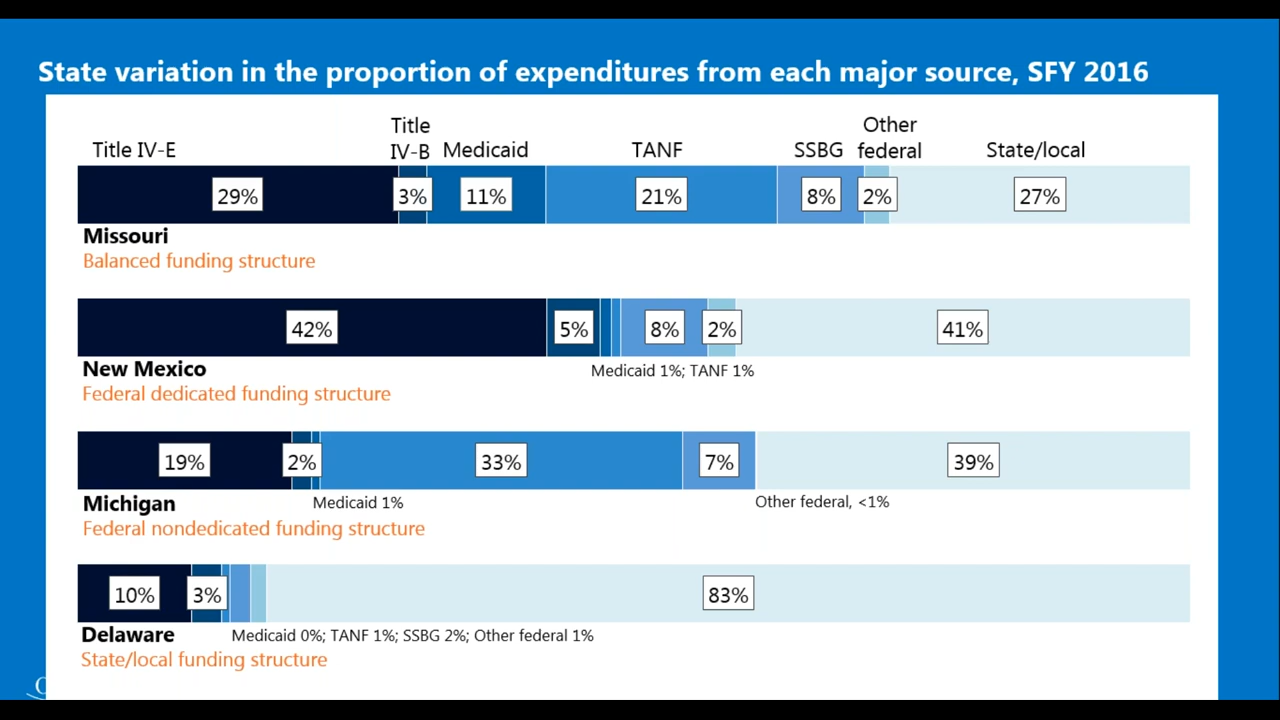 State variation in the proportion of expenditures from each major source, SFY 2016
Title IV-E
Title IV-B
Medicaid
TANF
SSBG
Other federal
State/local
29%
3%
11%
21%
8%
2%
27%
Missouri
Balanced funding structure
42%
5%
8%
2%
41%
New Mexico
Medicaid 1%; TANF 1%
Federal dedicated funding structure
19%
2%
33%
7%
39%
Michigan
Medicaid 1%
Other federal, <1%
Federal nondedicated funding structure
10%
3%
83%
Delaware
Medicaid 0%; TANF 1%; SSBG 2%; Other federal 1%
State/local funding structure